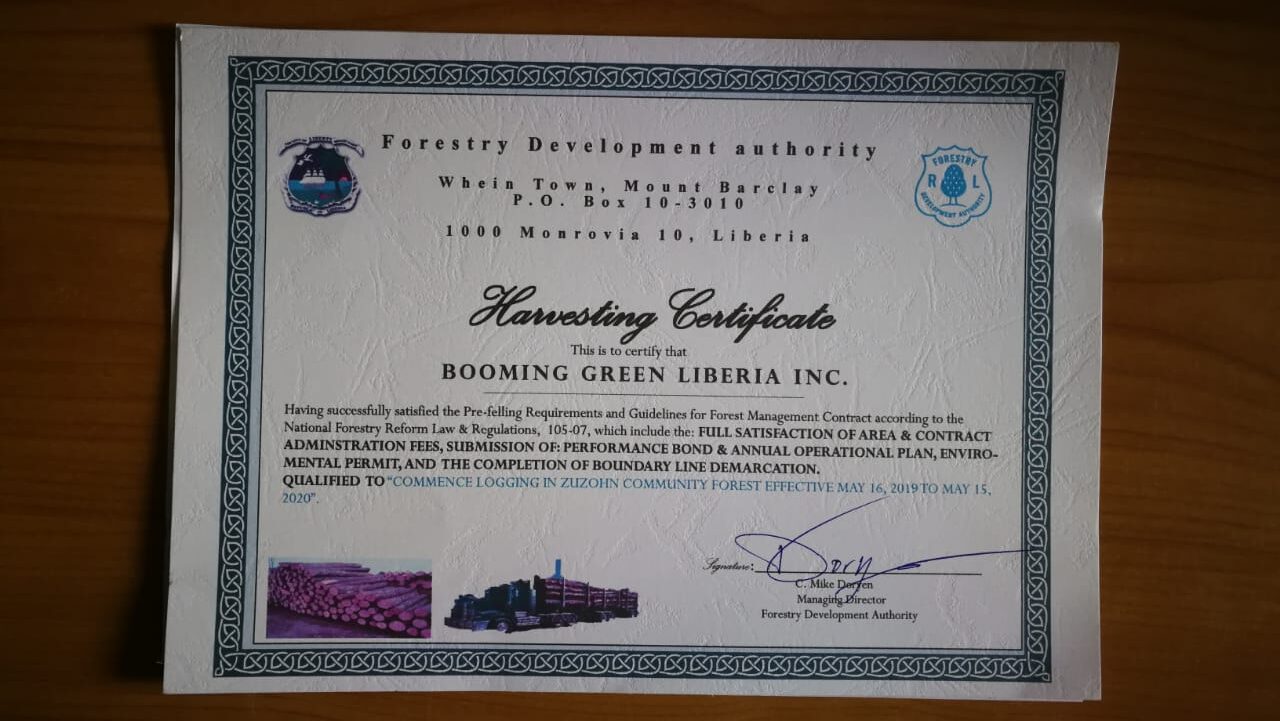 Forestry Development authority
Whein Town, Mount Barclay
P.O. Box 10-3010
1000 Monrovia 10, Liberia
FORESTRY
R L
DEVELOPMENT AUTHORITY
Harvesting Certificate
This is to certify that
BOOMING GREEN LIBERIA INC.
Having successfully satisfied the Pre-felling Requirements and Guidelines for Forest Management Contract according to the
National Forestry Reform Law & Regulations, 105-07, which include the: FULL SATISFACTION OF AREA & CONTRACT
ADMINSTRATION FEES, SUBMISSION OF: PERFORMANCE BOND & ANNUAL OPERATIONAL PLAN, ENVIRO-
MENTAL PERMIT, AND THE COMPLETION OF BOUNDARY LINE DEMARCATION.
QUALIFIED TO "COMMENCE LOGGING IN ZUZOHN COMMUNITY FOREST EFFECTIVE MAY 16, 2019 TO MAY 15,
2020".
Signature:
C. Mike Doryen
Managing Director
Forestry Development Authority